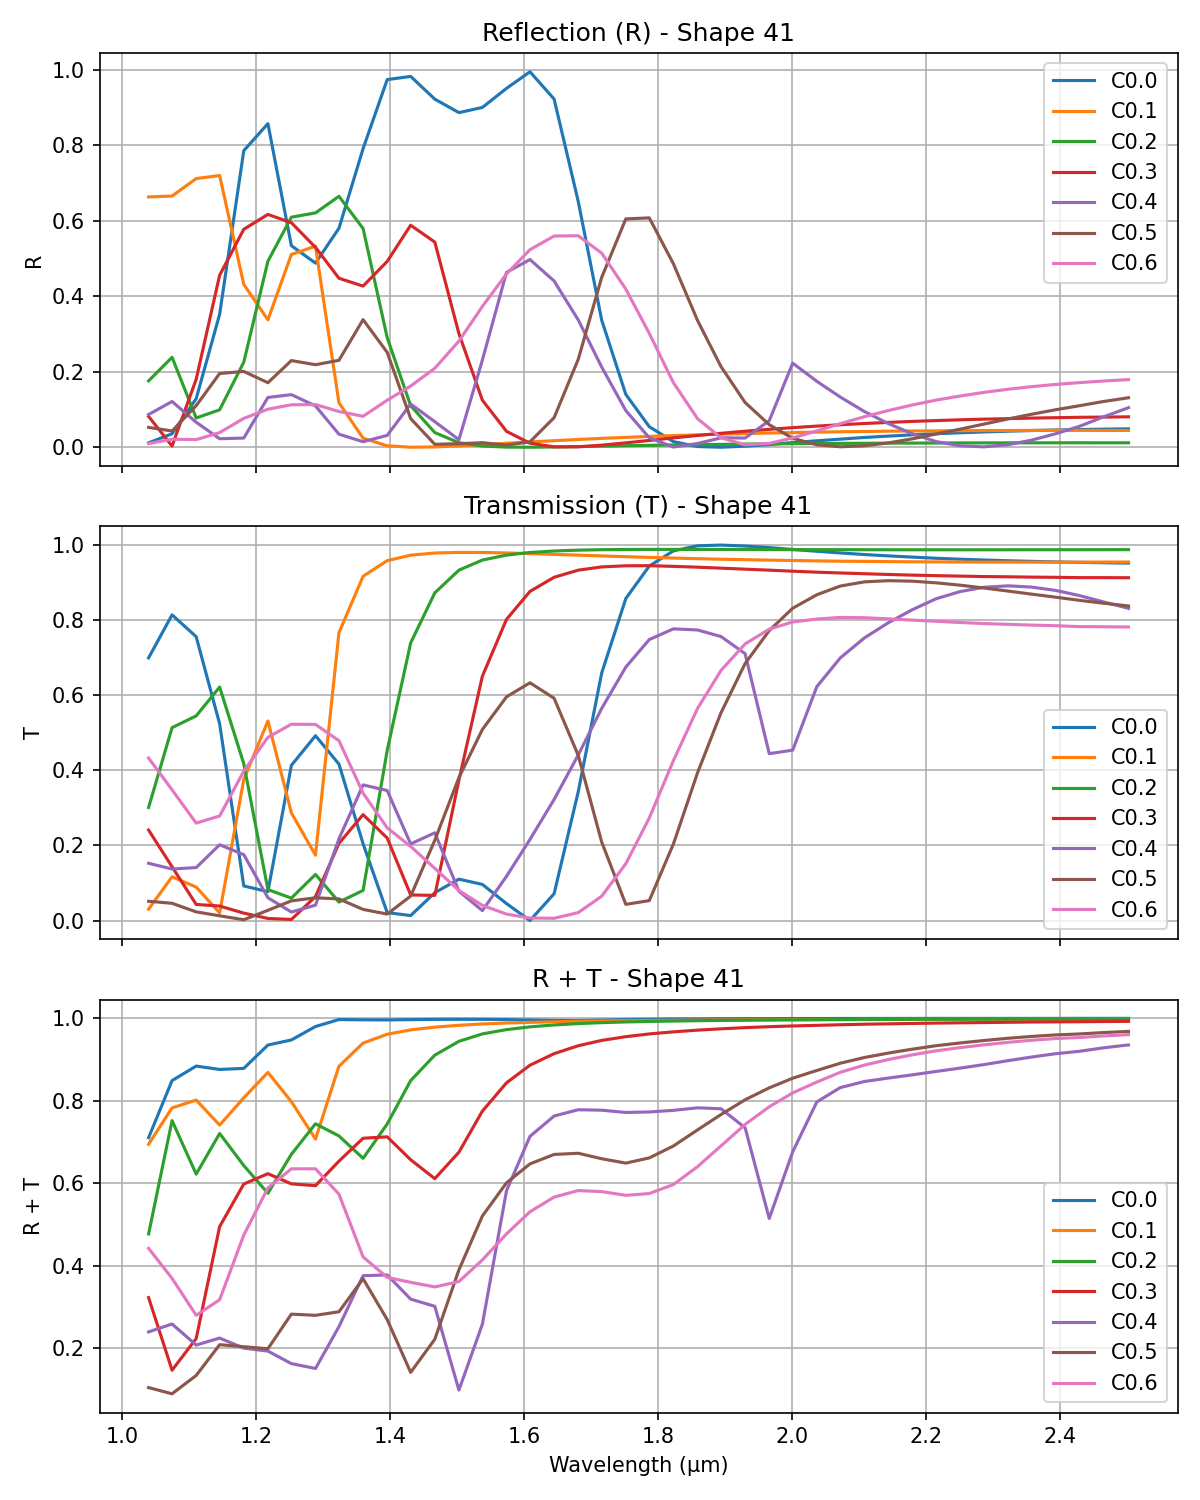 Reflection (R) - Shape 41
1.0
0.8
0.6
0.4
0.2
0.0
R
C0.0
C0.1
C0.2
C0.3
C0.4
C0.5
C0.6
Transmission (T) - Shape 41
1.0
0.8
0.6
0.4
0.2
0.0
T
C0.0
C0.1
C0.2
C0.3
C0.4
C0.5
C0.6
R + T - Shape 41
1.0
0.8
0.6
0.4
0.2
R + T
C0.0
C0.1
C0.2
C0.3
C0.4
C0.5
C0.6
1.0 1.2 1.4 1.6 1.8 2.0 2.2 2.4
Wavelength (μm)